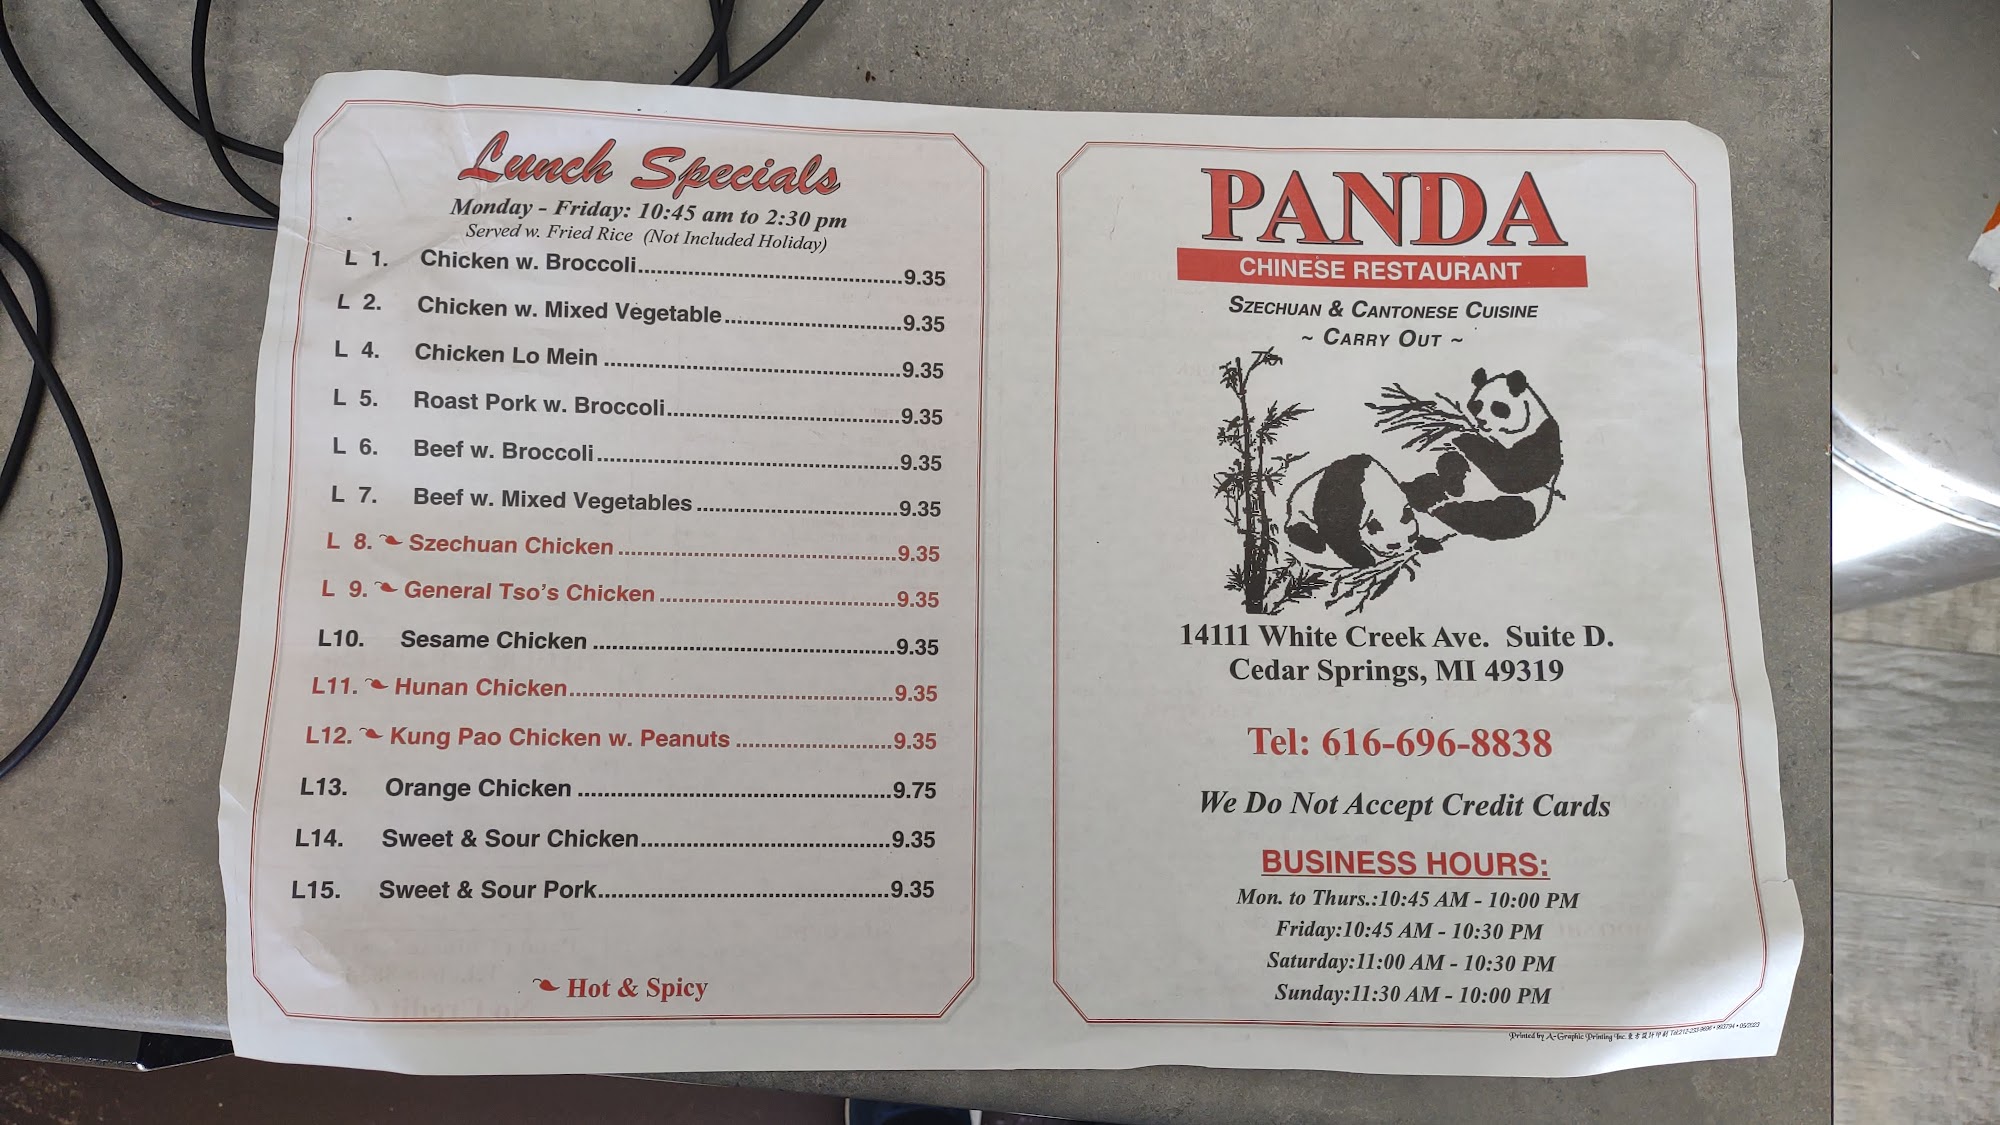 Lunch Specials
Monday - Friday: 10:45 am to 2:30 pm
Served w. Fried Rice (Not Included Holiday)
L 1. Chicken w. Broccoli 9.35
L 2. Chicken w. Mixed Vegetable 9.35
L 4. Chicken Lo Mein 9.35
L 5. Roast Pork w. Broccoli 9.35
L 6. Beef w. Broccoli 9.35
L 7. Beef w. Mixed Vegetables 9.35
L 8. Szechuan Chicken 9.35
L 9. General Tso's Chicken 9.35
L10. Sesame Chicken 9.35
L11. Hunan Chicken 9.35
L12. Kung Pao Chicken w. Peanuts 9.35
L13. Orange Chicken 9.75
L14. Sweet & Sour Chicken 9.35
L15. Sweet & Sour Pork 9.35
Hot & Spicy
PANDA
CHINESE RESTAURANT
SZECHUAN & CANTONESE CUISINE
~ CARRY OUT ~
14111 White Creek Ave. Suite D.
Cedar Springs, MI 49319
Tel: 616-696-8838
We Do Not Accept Credit Cards
BUSINESS HOURS:
Mon. to Thurs.:10:45 AM - 10:00 PM
Friday:10:45 AM - 10:30 PM
Saturday:11:00 AM - 10:30 PM
Sunday:11:30 AM - 10:00 PM
Printed by A-Graphic Printing Inc. 05/2023